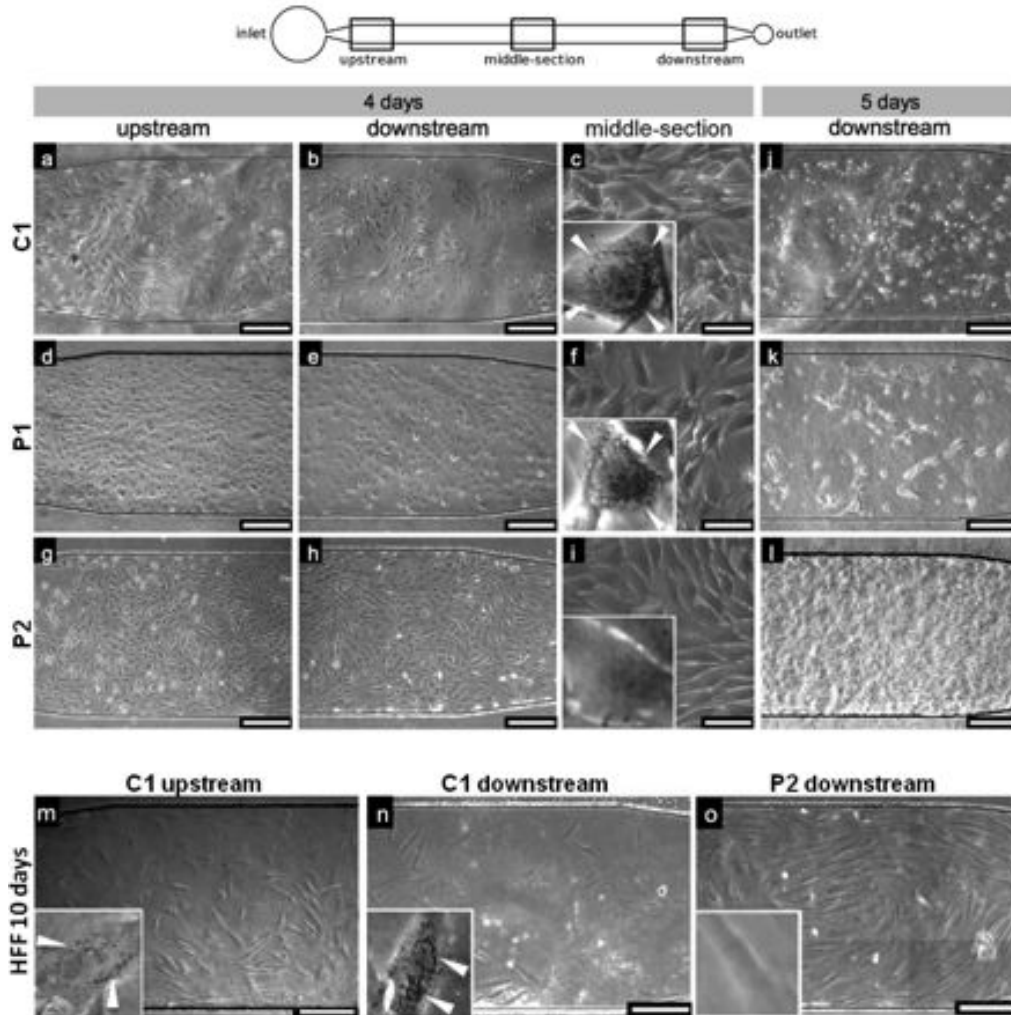 inlet
outlet
upstream
middle-section
downstream
4 days
5 days
upstream
downstream
middle-section
downstream
C1
a
b
c
j
P1
d
e
f
k
P2
g
h
i
l
C1 upstream
C1 downstream
P2 downstream
HFF 10 days
m
n
o